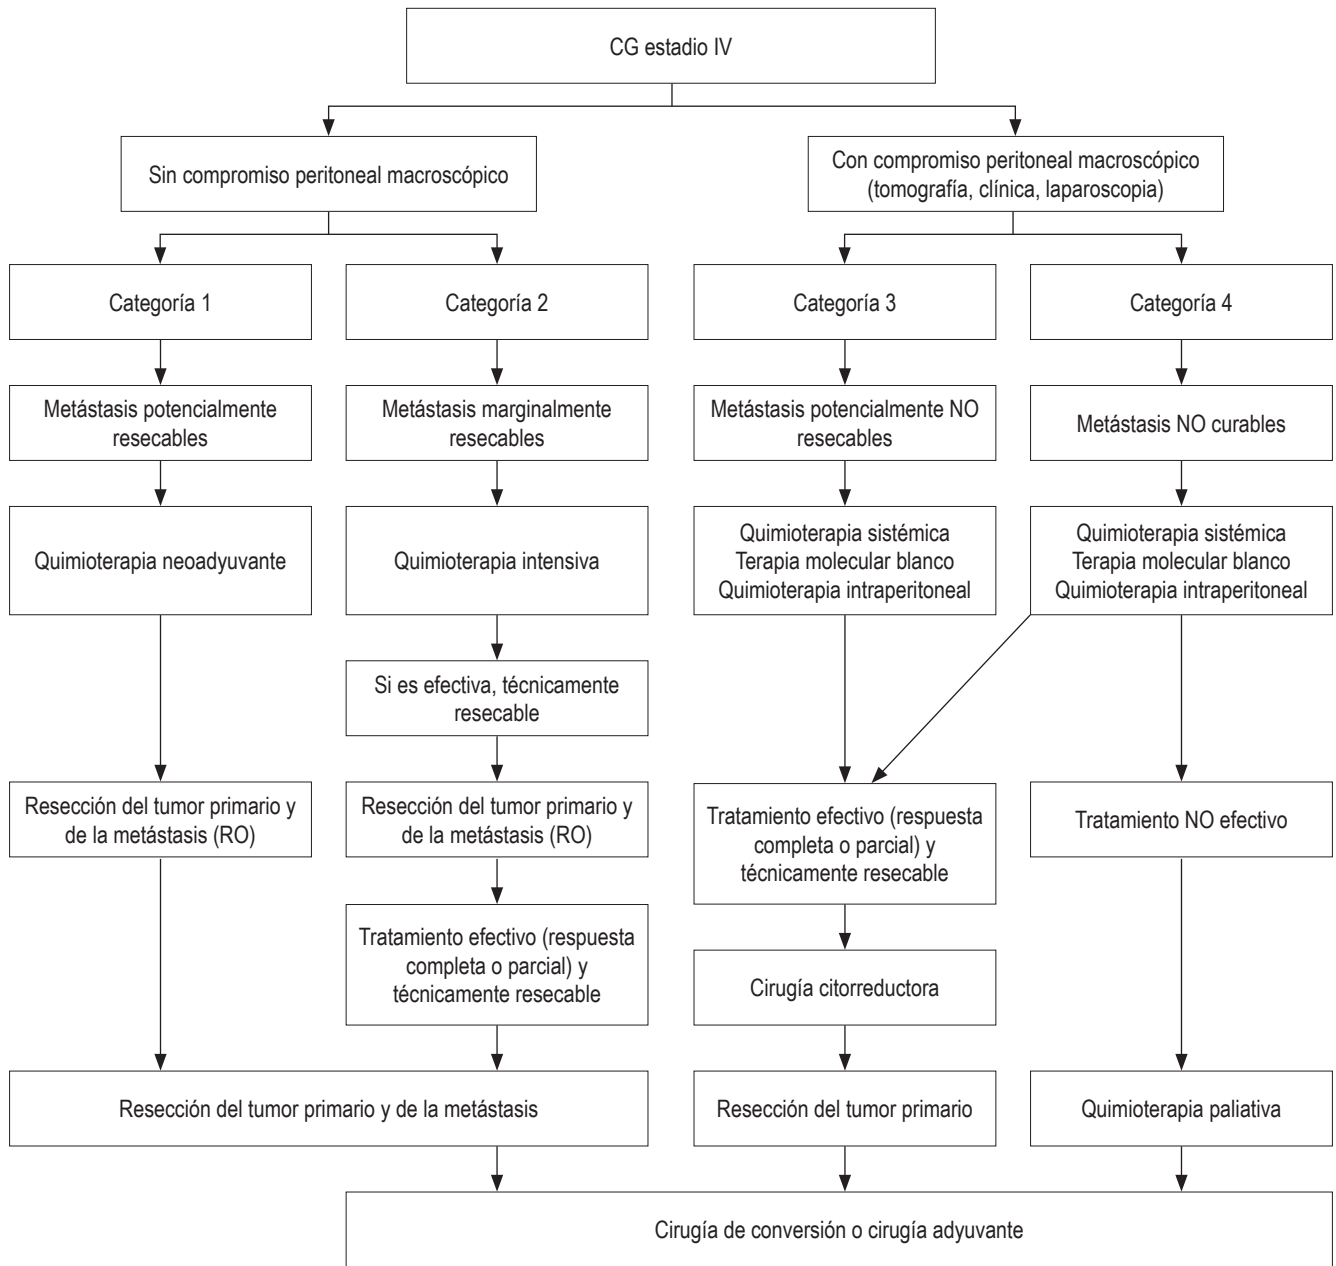 CG estadio IV
Sin compromiso peritoneal macroscópico
Con compromiso peritoneal macroscópico
(tomografía, clínica, laparoscopia)
Categoría 1
Categoría 2
Categoría 3
Categoría 4
Metástasis potencialmente
resecables
Metástasis marginalmente
resecables
Metástasis potencialmente NO
resecables
Metástasis NO curables
Quimioterapia neoadyuvante
Quimioterapia intensiva
Quimioterapia sistémica
Terapia molecular blanco
Quimioterapia intraperitoneal
Quimioterapia sistémica
Terapia molecular blanco
Quimioterapia intraperitoneal
Si es efectiva, técnicamente
resecable
Resección del tumor primario y
de la metástasis (RO)
Resección del tumor primario y
de la metástasis (RO)
Tratamiento efectivo (respuesta
completa o parcial) y
técnicamente resecable
Tratamiento NO efectivo
Tratamiento efectivo (respuesta
completa o parcial) y
técnicamente resecable
Cirugía citorreductora
Resección del tumor primario y de la metástasis
Resección del tumor primario
Quimioterapia paliativa
Cirugía de conversión o cirugía adyuvante